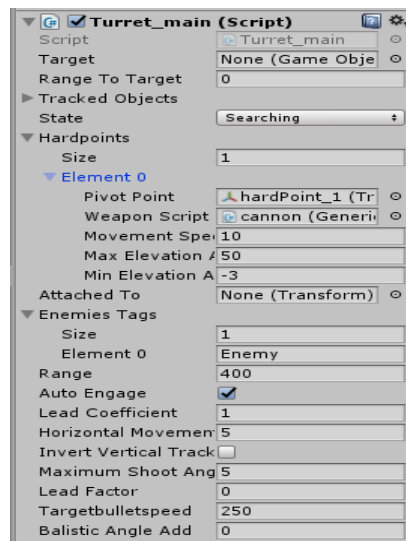 Turret_main (Script)
Script Turret_main
Target None (Game Obje
Range To Target 0
Tracked Objects
State Searching
Hardpoints
Size 1
Element 0
Pivot Point hardPoint_1 (Tr
Weapon Script cannon (Generi
Movement Spe 10
Max Elevation A 50
Min Elevation A -3
Attached To None (Transform)
Enemies Tags
Size 1
Element 0 Enemy
Range 400
Auto Engage
Lead Coefficient 1
Horizontal Movemen 5
Invert Vertical Track
Maximum Shoot Ang 5
Lead Factor 0
Targetbulletspeed 250
Balistic Angle Add 0